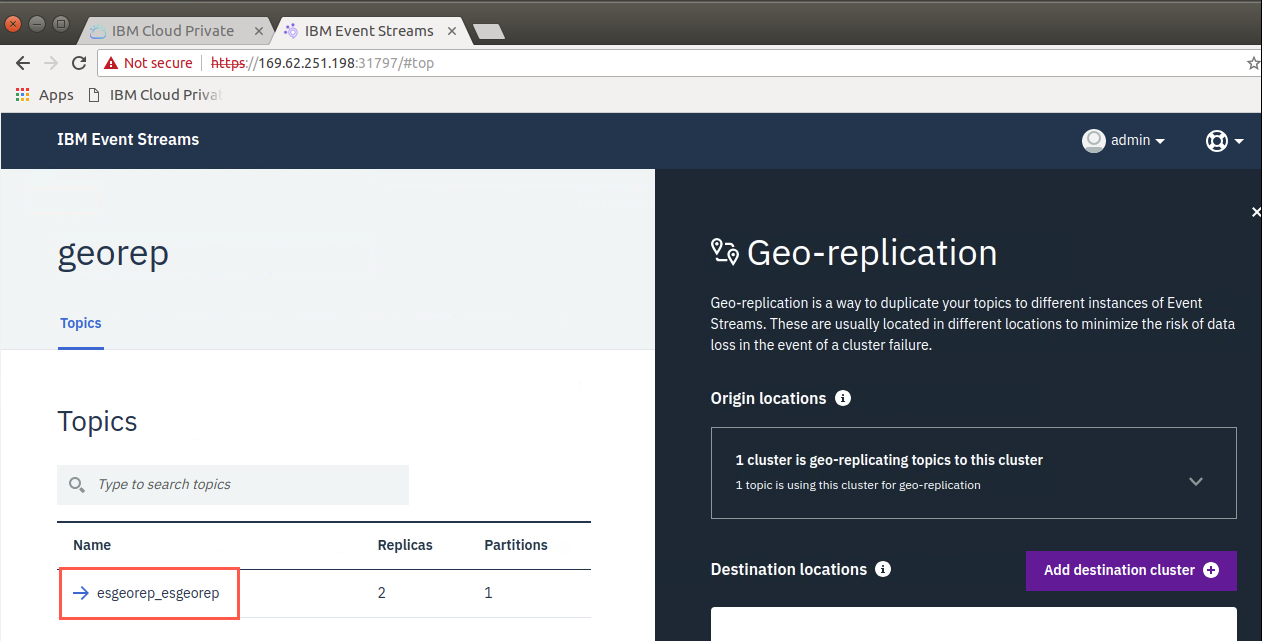 IBM Cloud Private
IBM Event Streams
Not secure https://169.62.251.198:31797/#top
Apps IBM Cloud Privat
IBM Event Streams
admin
georep
Topics
Topics
Type to search topics
Name Replicas Partitions
esgeorep_esgeorep 2 1
Geo-replication
Geo-replication is a way to duplicate your topics to different instances of Event
Streams. These are usually located in different locations to minimize the risk of data
loss in the event of a cluster failure.
Origin locations
1 cluster is geo-replicating topics to this cluster
1 topic is using this cluster for geo-replication
Destination locations
Add destination cluster